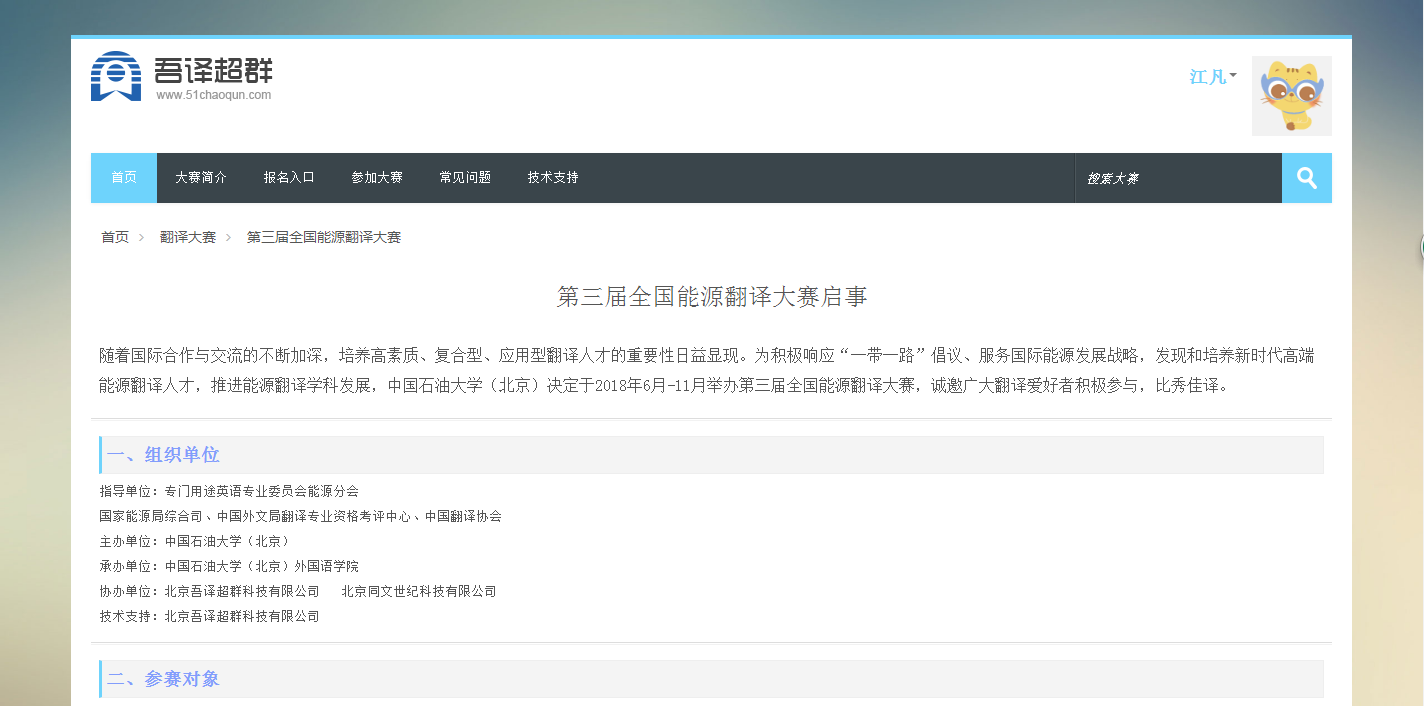 吾译超群
www.51chaoqun.com
江凡
首页 大赛简介 报名入口 参加大赛 常见问题 技术支持 搜索大赛
首页 > 翻译大赛 > 第三届全国能源翻译大赛
第三届全国能源翻译大赛启事
随着国际合作与交流的不断加深，培养高素质、复合型、应用型翻译人才的重要性日益显现。为积极响应“一带一路”倡议、服务国际能源发展战略，发现和培养新时代高端
能源翻译人才，推进能源翻译学科发展，中国石油大学（北京）决定于2018年6月-11月举办第三届全国能源翻译大赛，诚邀广大翻译爱好者积极参与，比秀佳译。
一、组织单位
指导单位：专门用途英语专业委员会能源分会
国家能源局综合司、中国外文局翻译专业资格考评中心、中国翻译协会
主办单位：中国石油大学（北京）
承办单位：中国石油大学（北京）外国语学院
协办单位：北京吾译超群科技有限公司 北京同文世纪科技有限公司
技术支持：北京吾译超群科技有限公司
二、参赛对象